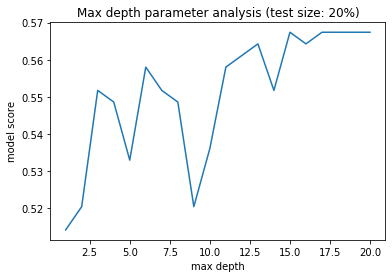 Max depth parameter analysis (test size: 20%)
0.57
0.56
0.55
0.54
0.53
0.52
model score
2.5 5.0 7.5 10.0 12.5 15.0 17.5 20.0
max depth